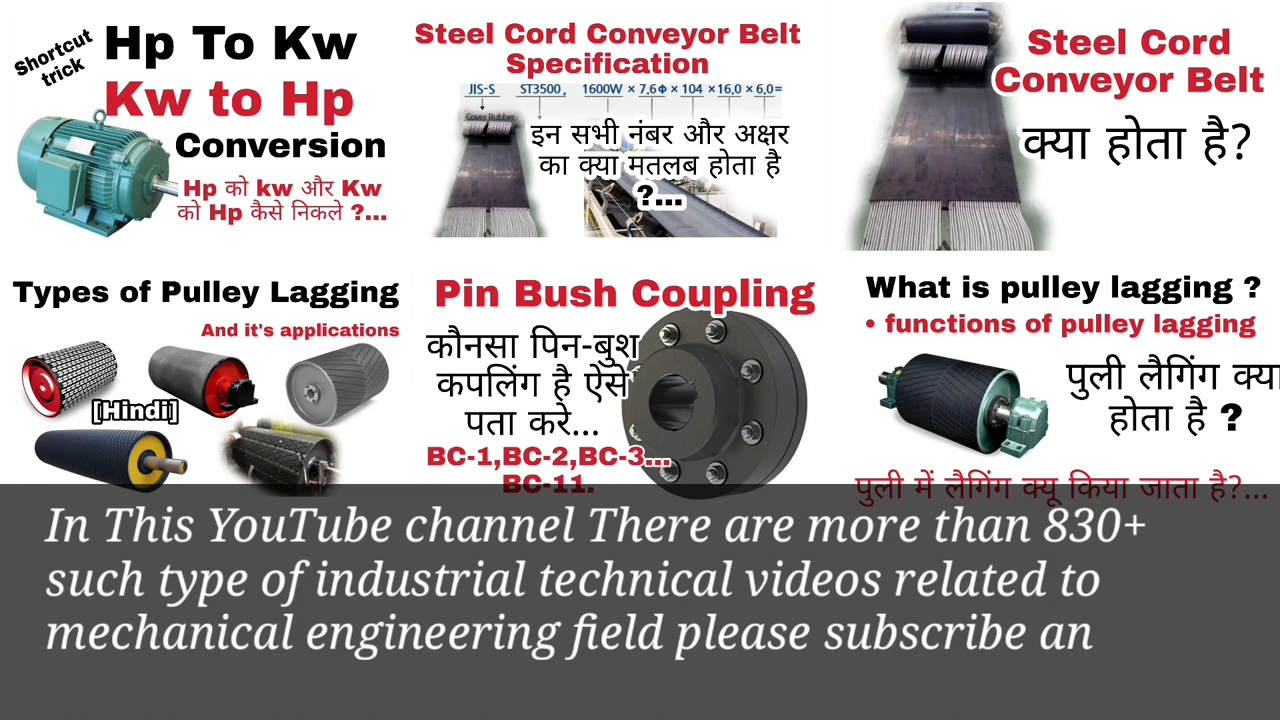 Shortcut
trick
Hp To Kw
Kw to Hp
Conversion
Hp को kw और Kw
को Hp कैसे निकले ?...
Steel Cord Conveyor Belt
Specification
JIS-S ST3500, 1600W × 7,6Φ × 104 ×16,0 × 6,0=
Cover Rubber
इन सभी नंबर और अक्षर
का क्या मतलब होता है
?...
Steel Cord
Conveyor Belt
क्या होता है?
Types of Pulley Lagging
And it's applications
[Hindi]
Pin Bush Coupling
कौनसा पिन-बुश
कपलिंग है ऐसे
पता करे...
BC-1,BC-2,BC-3...
BC-11.
What is pulley lagging ?
• functions of pulley lagging
पुली लैगिंग क्या
होता है ?
पुली में लैगिंग क्यू किया जाता है?...
In This YouTube channel There are more than 830+
such type of industrial technical videos related to
mechanical engineering field please subscribe an